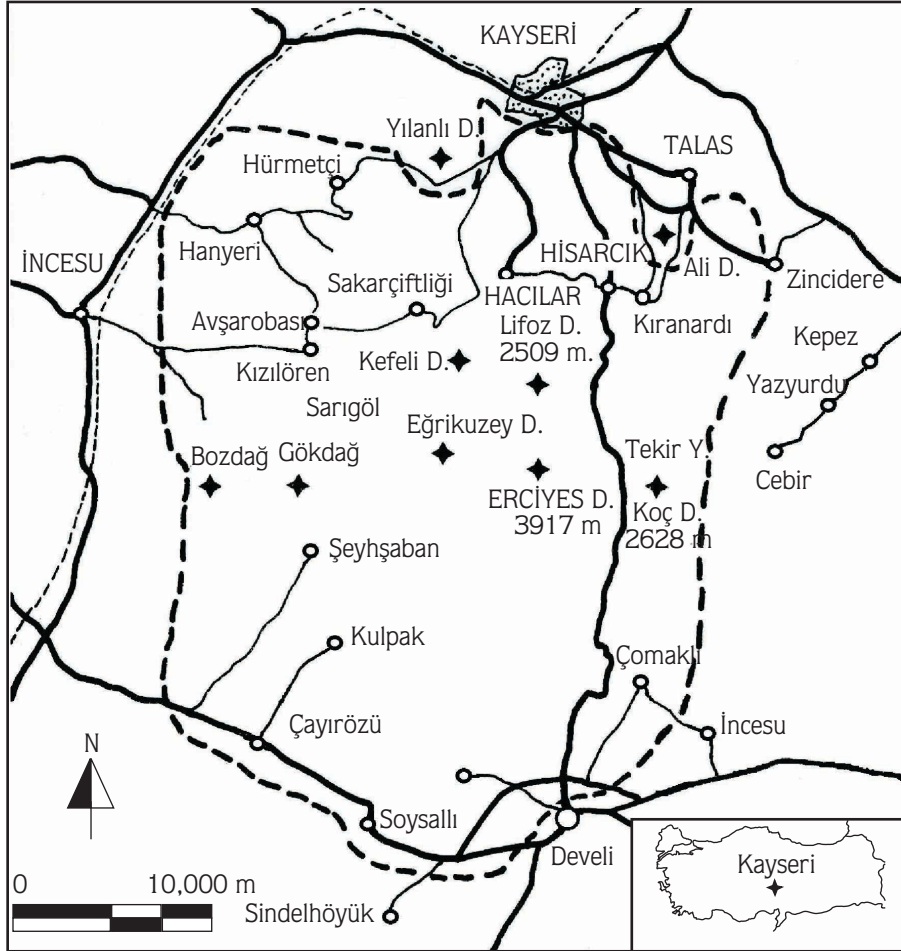 KAYSERİ
Yılanlı D.
TALAS
Hürmetçi
Hanyeri
HİSARCIK
Ali D.
İNCESU
Zincidere
Sakarçiftliği
HACILAR
Kıranardı
Avşarobası
Lifoz D.
2509 m.
Kepez
Kızılören
Kefeli D.
Yazyurdu
Sarıgöl
Eğrikuzey D.
Tekir Y.
Bozdağ
Gökdağ
Cebir
ERCİYES D.
3917 m
Koç D.
2628 m
Şeyhşaban
Kulpak
Çomaklı
N
Çayırözü
İncesu
Soysallı
Develi
0
10,000 m
Sindelhöyük
Kayseri